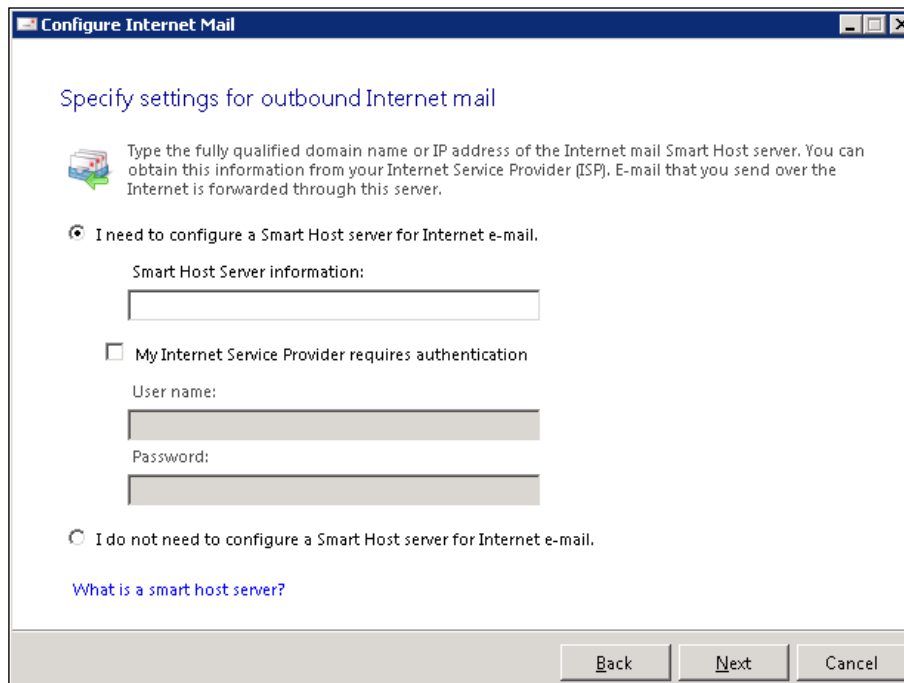 Configure Internet Mail
Specify settings for outbound Internet mail
Type the fully qualified domain name or IP address of the Internet mail Smart Host server. You can
obtain this information from your Internet Service Provider (ISP). E-mail that you send over the
Internet is forwarded through this server.
I need to configure a Smart Host server for Internet e-mail.
Smart Host Server information:
My Internet Service Provider requires authentication
User name:
Password:
I do not need to configure a Smart Host server for Internet e-mail.
What is a smart host server?
Back Next Cancel